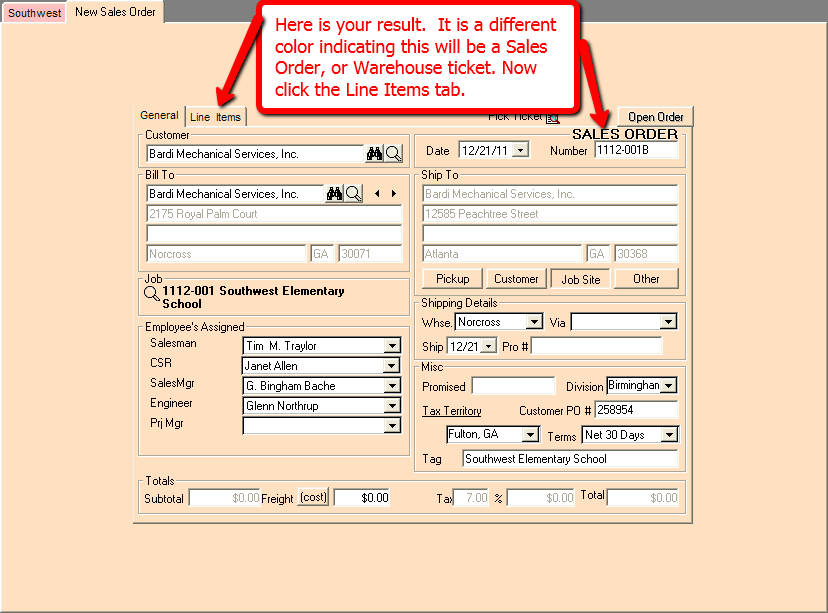 Southwest New Sales Order
Here is your result. It is a different
color indicating this will be a Sales
Order, or Warehouse ticket. Now
click the Line Items tab.
General Line Items Pick Ticket Open Order
Customer
Bardi Mechanical Services, Inc.
SALES ORDER
Date 12/21/11 Number 1112-001B
Bill To
Bardi Mechanical Services, Inc.
2175 Royal Palm Court
Norcross GA 30071
Ship To
Bardi Mechanical Services, Inc.
12585 Peachtree Street
Atlanta GA 30368
Pickup Customer Job Site Other
Job
1112-001 Southwest Elementary
School
Shipping Details
Whse. Norcross Via
Ship 12/21 Pro #
Employee's Assigned
Salesman Tim M. Traylor
CSR Janet Allen
SalesMgr G. Bingham Bache
Engineer Glenn Northrup
Prj Mgr
Misc
Promised Division Birmingham
Tax Territory Customer PO # 258954
Fulton, GA Terms Net 30 Days
Tag Southwest Elementary School
Totals
Subtotal $0.00 Freight (cost) $0.00 Tax 7.00 % $0.00 Total $0.00